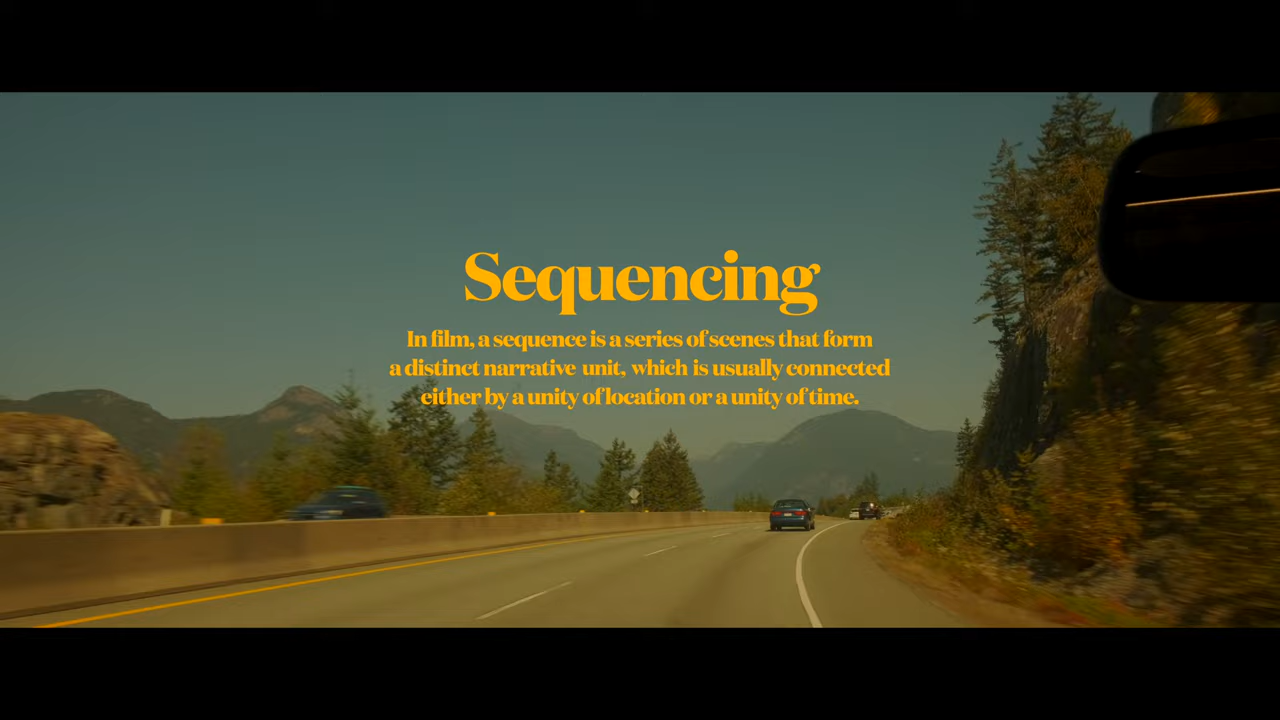 Sequencing
In film, a sequence is a series of scenes that form
a distinct narrative unit, which is usually connected
either by a unity of location or a unity of time.